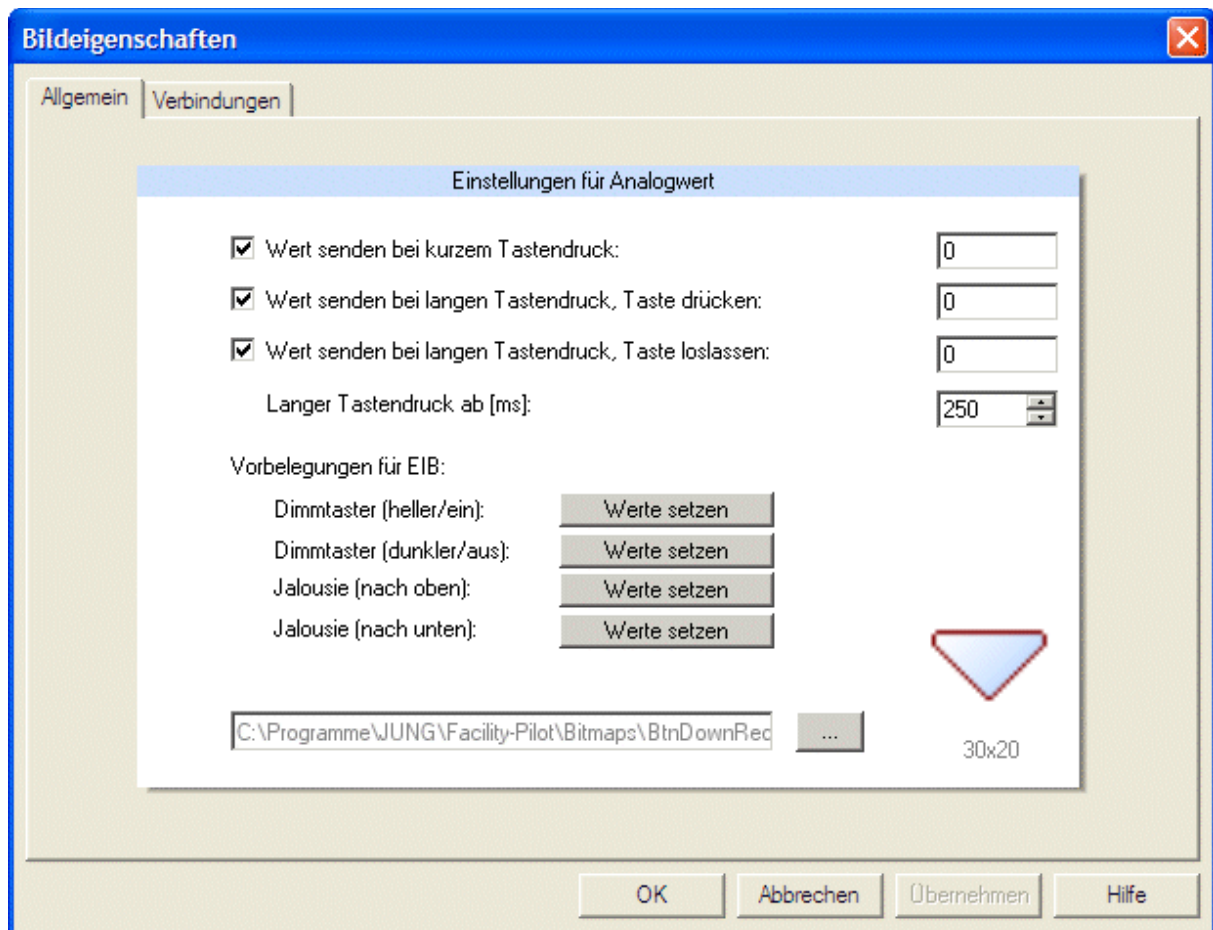 Bildeigenschaften
Allgemein Verbindungen
Einstellungen für Analogwert
Wert senden bei kurzem Tastendruck: 0
Wert senden bei langen Tastendruck, Taste drücken: 0
Wert senden bei langen Tastendruck, Taste loslassen: 0
Langer Tastendruck ab [ms]: 250
Vorbelegungen für EIB:
Dimmtaster (heller/ein): Werte setzen
Dimmtaster (dunkler/aus): Werte setzen
Jalousie (nach oben): Werte setzen
Jalousie (nach unten): Werte setzen
C:\Programme\JUNG\Facility-Pilot\Bitmaps\BtnDownRed ...
30x20
OK Abbrechen Übernehmen Hilfe